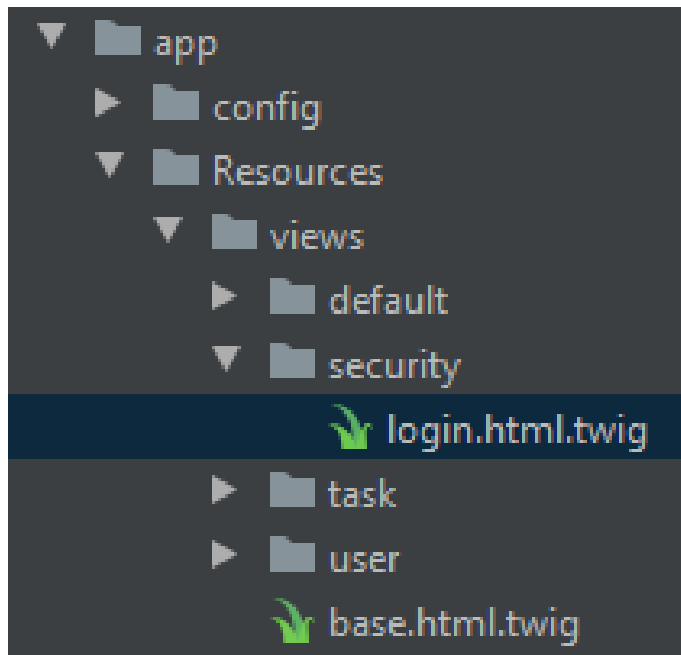 app
config
Resources
views
default
security
login.html.twig
task
user
base.html.twig